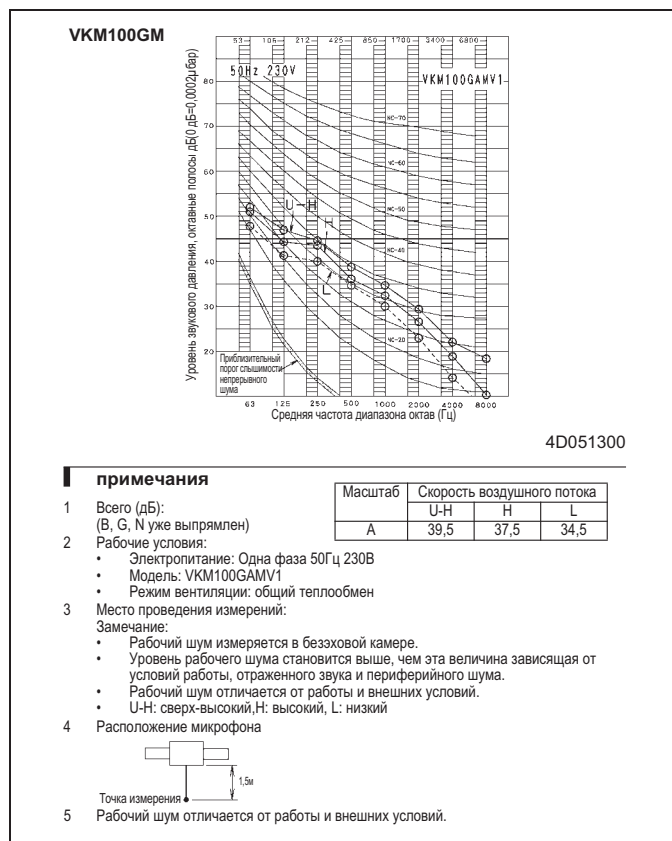 VKM100GM
53 106 212 425 850 1700 3400 6800
50Hz 230V
VKM100GAMV1
Уровень звукового давления, октавные полосы дБ(0 дБ=0,0002μбар)
80
70
60
50
40
30
20
NC-70
NC-60
NC-50
NC-40
NC-20
U-H
H
L
Приблизительный
порог слышимости
непрерывного
шума
63 125 250 500 1000 2000 4000 8000
Средняя частота диапазона октав (Гц)
4D051300
примечания
1 Всего (дБ):
(B, G, N уже выпрямлен)
Масштаб Скорость воздушного потока
U-H H L
A 39,5 37,5 34,5
2 Рабочие условия:
• Электропитание: Одна фаза 50Гц 230В
• Модель: VKM100GAMV1
• Режим вентиляции: общий теплообмен
3 Место проведения измерений:
Замечание:
• Рабочий шум измеряется в безэховой камере.
• Уровень рабочего шума становится выше, чем эта величина зависящая от
условий работы, отраженного звука и периферийного шума.
• Рабочий шум отличается от работы и внешних условий.
• U-H: сверх-высокий,H: высокий, L: низкий
4 Расположение микрофона
1,5м
Точка измерения
5 Рабочий шум отличается от работы и внешних условий.